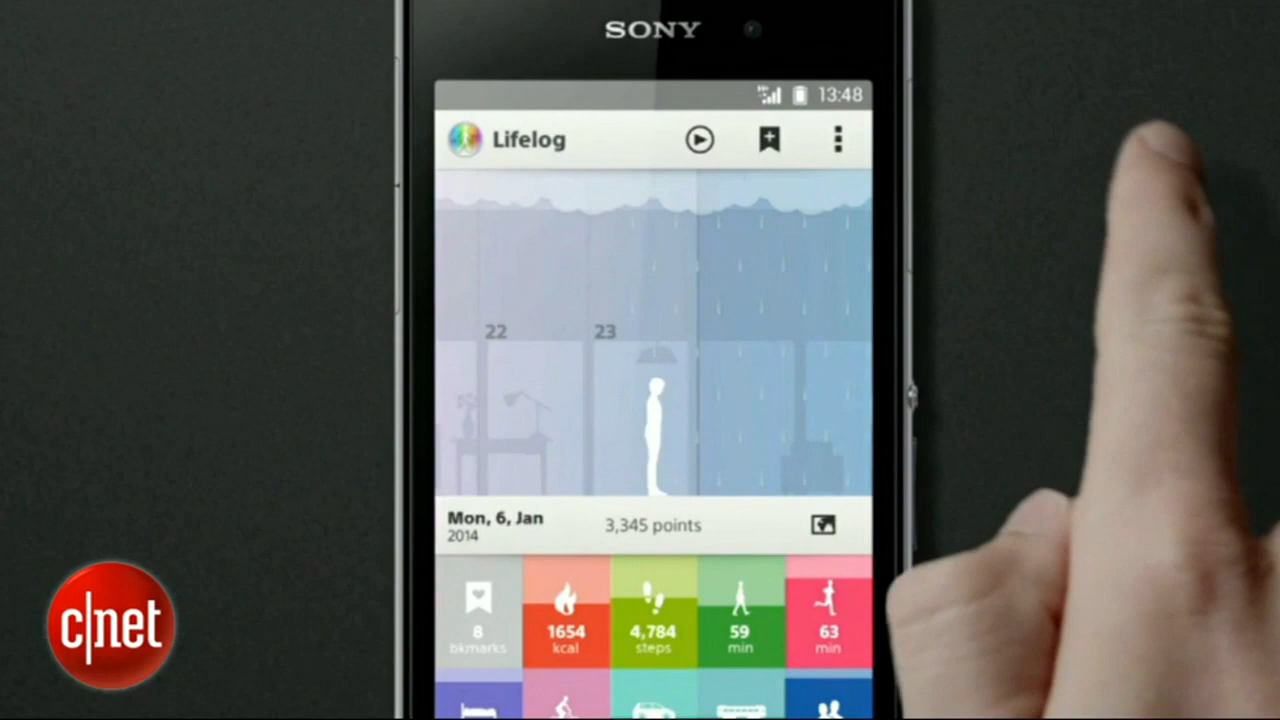 SONY
13:48
Lifelog
22 23
Mon, 6, Jan
2014
3,345 points
8 1654 4,784 59 63
bkmarks kcal steps min min
c|net